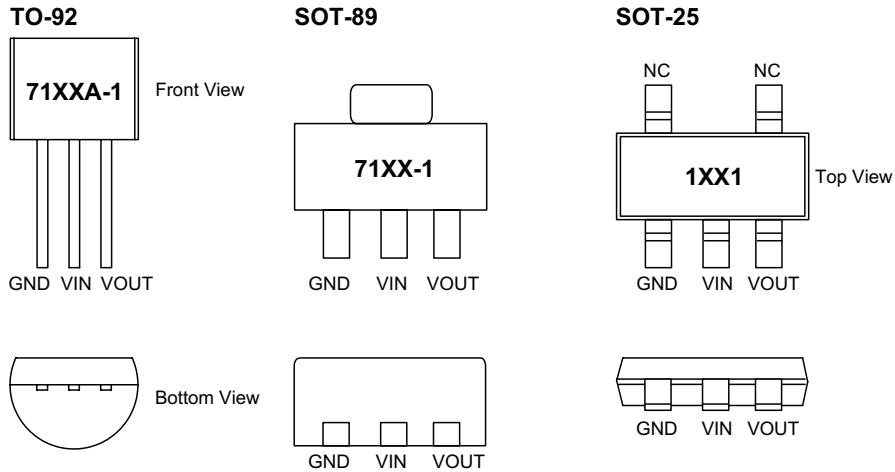 TO-92
SOT-89
SOT-25
71XXA-1
Front View
GND VIN VOUT
71XX-1
GND VIN VOUT
NC NC
1XX1
Top View
GND VIN VOUT
Bottom View
GND VIN VOUT
GND VIN VOUT